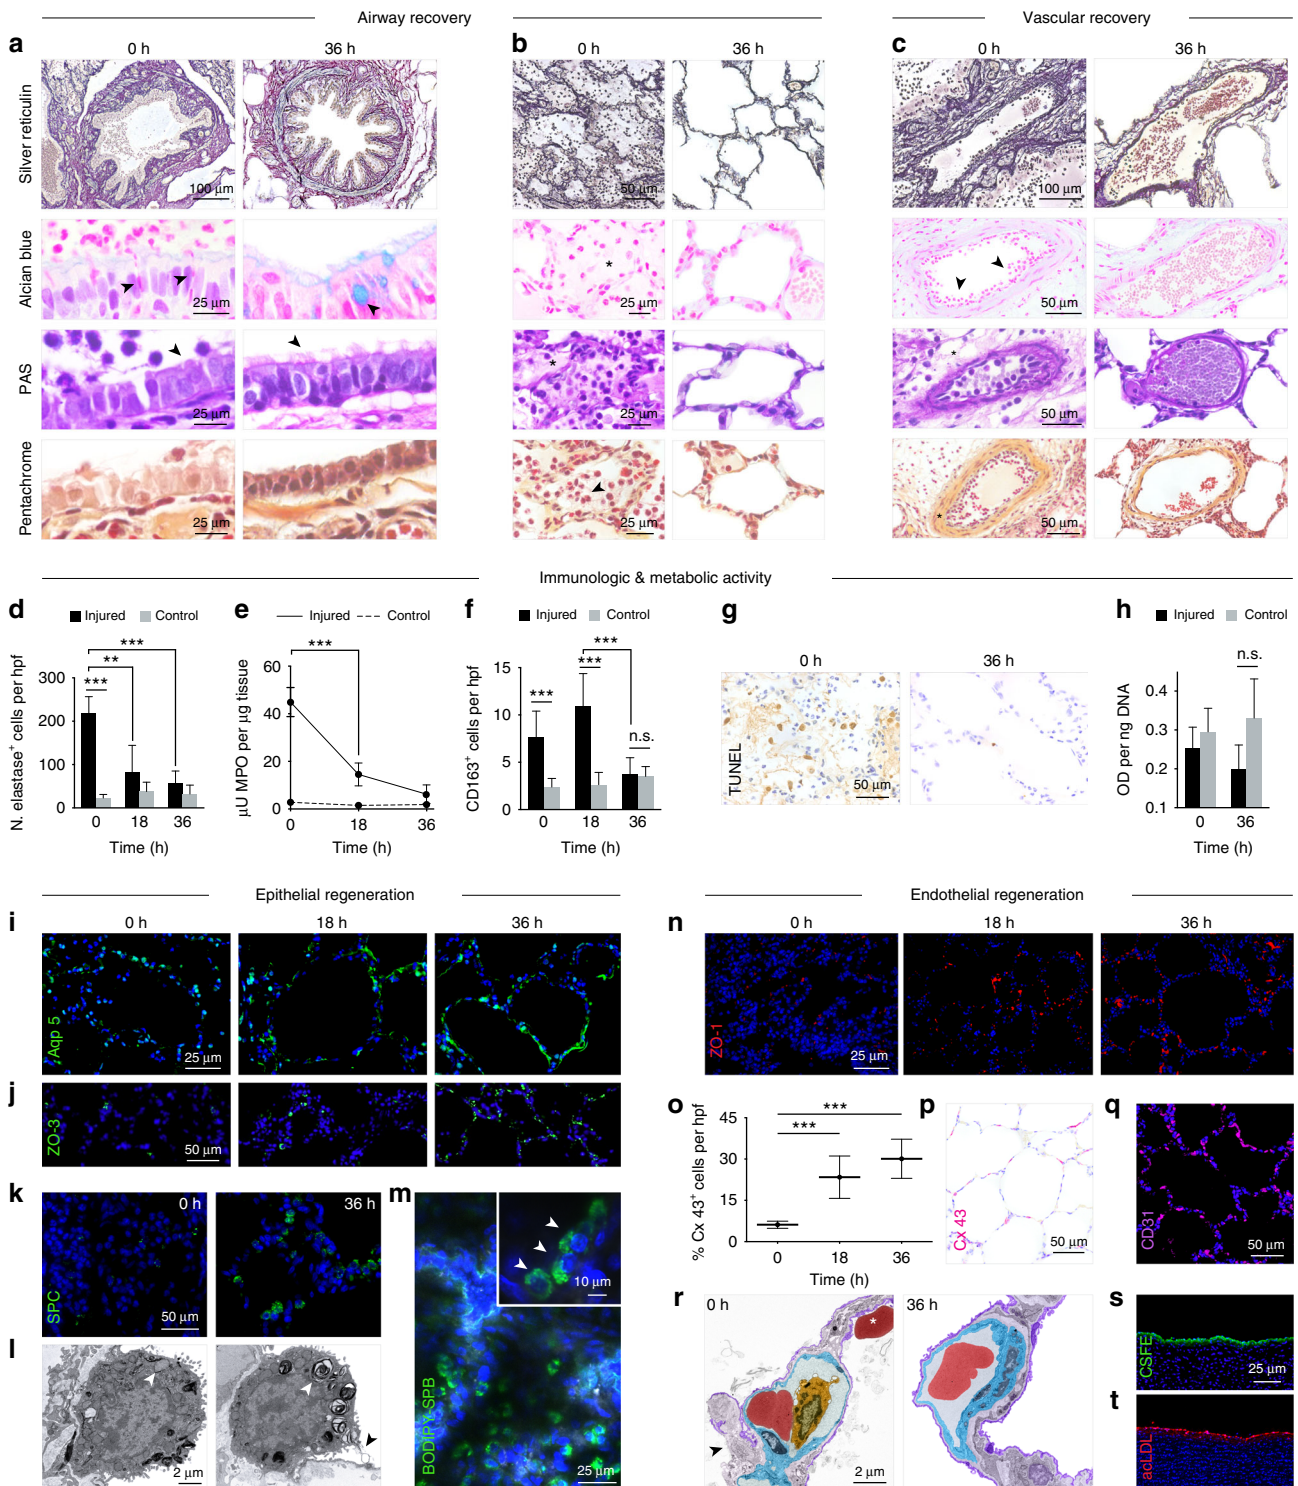 Airway recovery
Vascular recovery
a
0 h
36 h
b
0 h
36 h
c
0 h
36 h
Silver reticulin
100 μm
50 μm
100 μm
Alcian blue
25 μm
*
25 μm
50 μm
PAS
25 μm
*
25 μm
*
50 μm
Pentachrome
25 μm
25 μm
*
50 μm
Immunologic & metabolic activity
d
Injured
Control
N. elastase+ cells per hpf
300
200
100
0
***
**
***
0
18
36
Time (h)
e
Injured
Control
μU MPO per μg tissue
60
40
20
0
***
0
18
36
Time (h)
f
Injured
Control
CD163+ cells per hpf
15
10
5
0
***
***
***
n.s.
0
18
36
Time (h)
g
0 h
36 h
TUNEL
50 μm
h
Injured
Control
OD per ng DNA
0.4
0.3
0.2
0.1
n.s.
0
36
Time (h)
Epithelial regeneration
Endothelial regeneration
i
0 h
18 h
36 h
Aqp 5
25 μm
j
ZO-3
50 μm
k
0 h
36 h
SPC
50 μm
l
2 μm
m
10 μm
BODIPY–SPB
25 μm
n
0 h
18 h
36 h
ZO-1
25 μm
o
% Cx 43+ cells per hpf
45
30
15
0
***
***
0
18
36
Time (h)
p
Cx 43
50 μm
q
CD31
50 μm
r
0 h
*
2 μm
36 h
s
CSFE
25 μm
t
acLDL